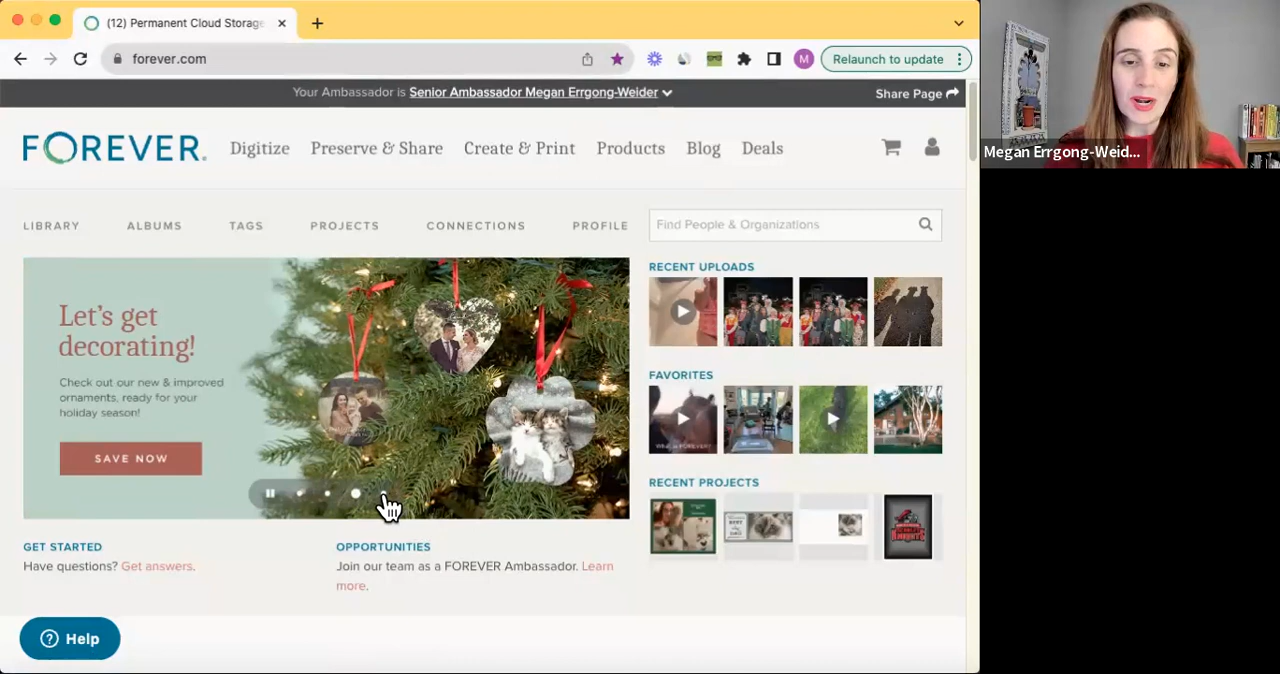 (12) Permanent Cloud Storage
forever.com
M
Relaunch to update
Your Ambassador is Senior Ambassador Megan Errgong-Weider
Share Page
FOREVER.
Digitize Preserve & Share Create & Print Products Blog Deals
LIBRARY ALBUMS TAGS PROJECTS CONNECTIONS PROFILE
Find People & Organizations
Let's get
decorating!
Check out our new & improved
ornaments, ready for your
holiday season!
SAVE NOW
RECENT UPLOADS
FAVORITES
RECENT PROJECTS
GET STARTED
Have questions? Get answers.
OPPORTUNITIES
Join our team as a FOREVER Ambassador. Learn
more.
Help
Megan Errgong-Weid...